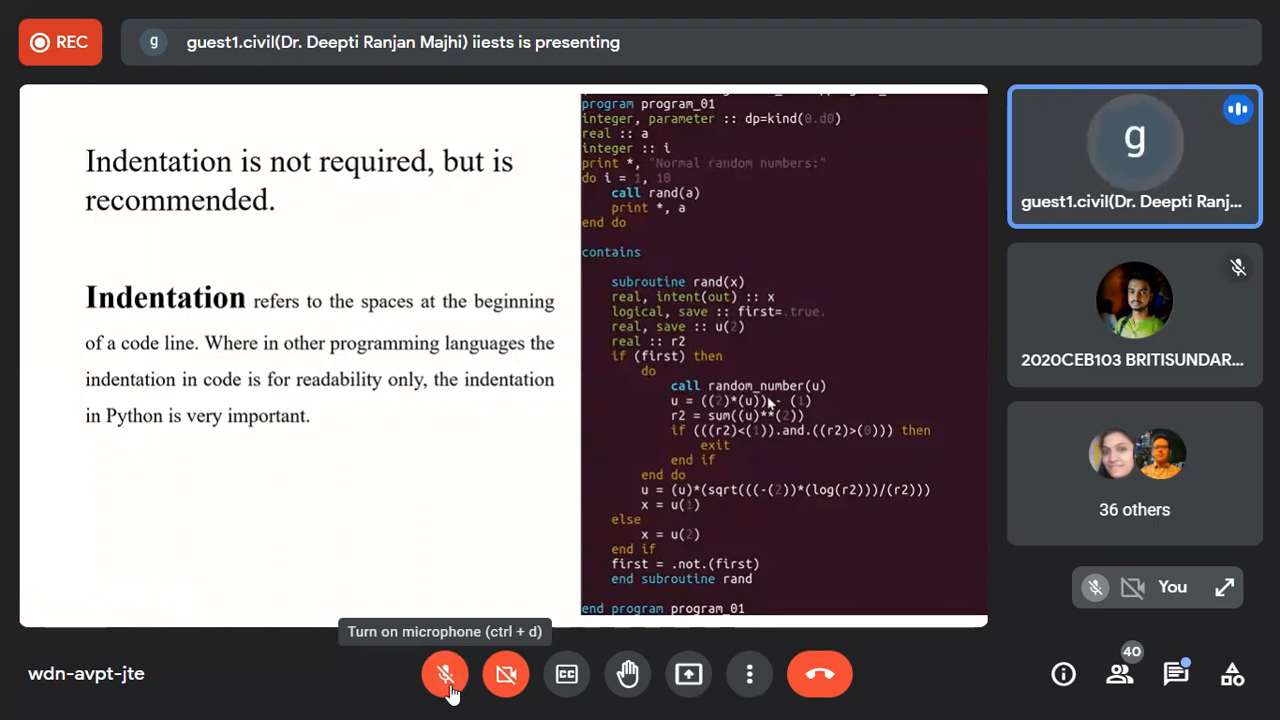 REC
g
guest1.civil(Dr. Deepti Ranjan Majhi) iiests is presenting
Indentation is not required, but is
recommended.
Indentation refers to the spaces at the beginning
of a code line. Where in other programming languages the
indentation in code is for readability only, the indentation
in Python is very important.
program program_01
integer, parameter :: dp=kind(0.d0)
real :: a
integer :: i
print *, "Normal random numbers:"
do i = 1, 10
call rand(a)
print *, a
end do
contains
subroutine rand(x)
real, intent(out) :: x
logical, save :: first=.true.
real, save :: u(2)
real :: r2
if (first) then
do
call random_number(u)
u = ((2)*(u)) - (1)
r2 = sum((u)**(2))
if (((r2)<(1)).and.((r2)>(0))) then
exit
end if
end do
u = (u)*(sqrt(((-(2))*(log(r2)))/(r2)))
x = u(1)
else
x = u(2)
end if
first = .not.(first)
end subroutine rand
end program program_01
g
guest1.civil(Dr. Deepti Ranj...
2020CEB103 BRITISUNDAR...
36 others
You
Turn on microphone (ctrl + d)
wdn-avpt-jte
40